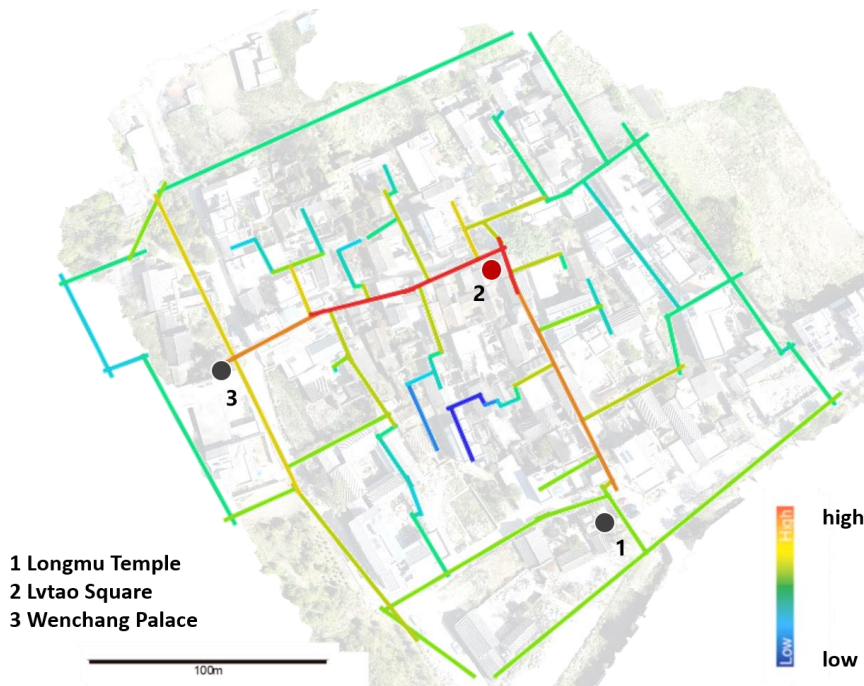 2
3
1
High
high
1 Longmu Temple
2 Lvtao Square
3 Wenchang Palace
Low
low
100m